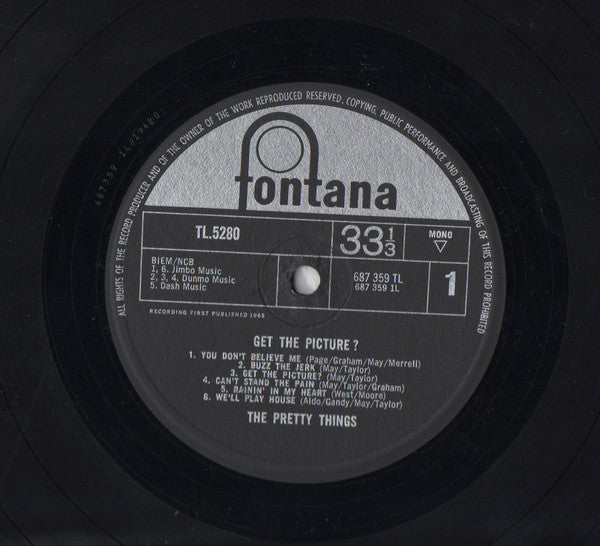 ALL RIGHTS OF THE RECORD PRODUCER AND OF THE OWNER OF THE WORK REPRODUCED RESERVED. COPYING, PUBLIC PERFORMANCE AND BROADCASTING OF THIS RECORD PROHIBITED
687359 1L/1V420
fontana
TL.5280
33 1/3
MONO
BIEM/NCB
1, 6. Jimbo Music
2, 3, 4. Dunmo Music
5. Dash Music
687 359 TL
687 359 1L
1
RECORDING FIRST PUBLISHED 1965
GET THE PICTURE?
1. YOU DON'T BELIEVE ME (Page/Graham/May/Merrell)
2. BUZZ THE JERK (May/Taylor)
3. GET THE PICTURE? (May/Taylor)
4. CAN'T STAND THE PAIN (May/Taylor/Graham)
5. RAININ' IN MY HEART (West/Moore)
6. WE'LL PLAY HOUSE (Aldo/Gandy/May/Taylor)
THE PRETTY THINGS